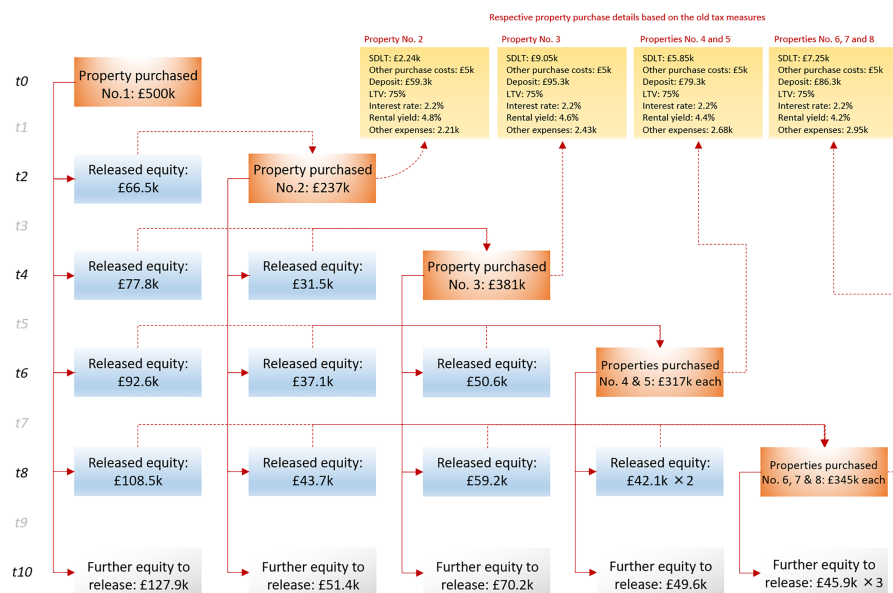 Respective property purchase details based on the old tax measures
Property No. 2
Property No. 3
Properties No. 4 and 5
Properties No. 6, 7 and 8
SDLT: £2.24k
Other purchase costs: £5k
Deposit: £59.3k
LTV: 75%
Interest rate: 2.2%
Rental yield: 4.8%
Other expenses: 2.21k
SDLT: £9.05k
Other purchase costs: £5k
Deposit: £95.3k
LTV: 75%
Interest rate: 2.2%
Rental yield: 4.6%
Other expenses: 2.43k
SDLT: £5.85k
Other purchase costs: £5k
Deposit: £79.3k
LTV: 75%
Interest rate: 2.2%
Rental yield: 4.4%
Other expenses: 2.68k
SDLT: £7.25k
Other purchase costs: £5k
Deposit: £86.3k
LTV: 75%
Interest rate: 2.2%
Rental yield: 4.2%
Other expenses: 2.95k
t0
Property purchased
No.1: £500k
t1
t2
Released equity:
£66.5k
Property purchased
No.2: £237k
t3
t4
Released equity:
£77.8k
Released equity:
£31.5k
Property purchased
No. 3: £381k
t5
t6
Released equity:
£92.6k
Released equity:
£37.1k
Released equity:
£50.6k
Properties purchased
No. 4 & 5: £317k each
t7
t8
Released equity:
£108.5k
Released equity:
£43.7k
Released equity:
£59.2k
Released equity:
£42.1k ×2
Properties purchased
No. 6, 7 & 8: £345k each
t9
t10
Further equity to
release: £127.9k
Further equity to
release: £51.4k
Further equity to
release: £70.2k
Further equity to
release: £49.6k
Further equity to
release: £45.9k ×3